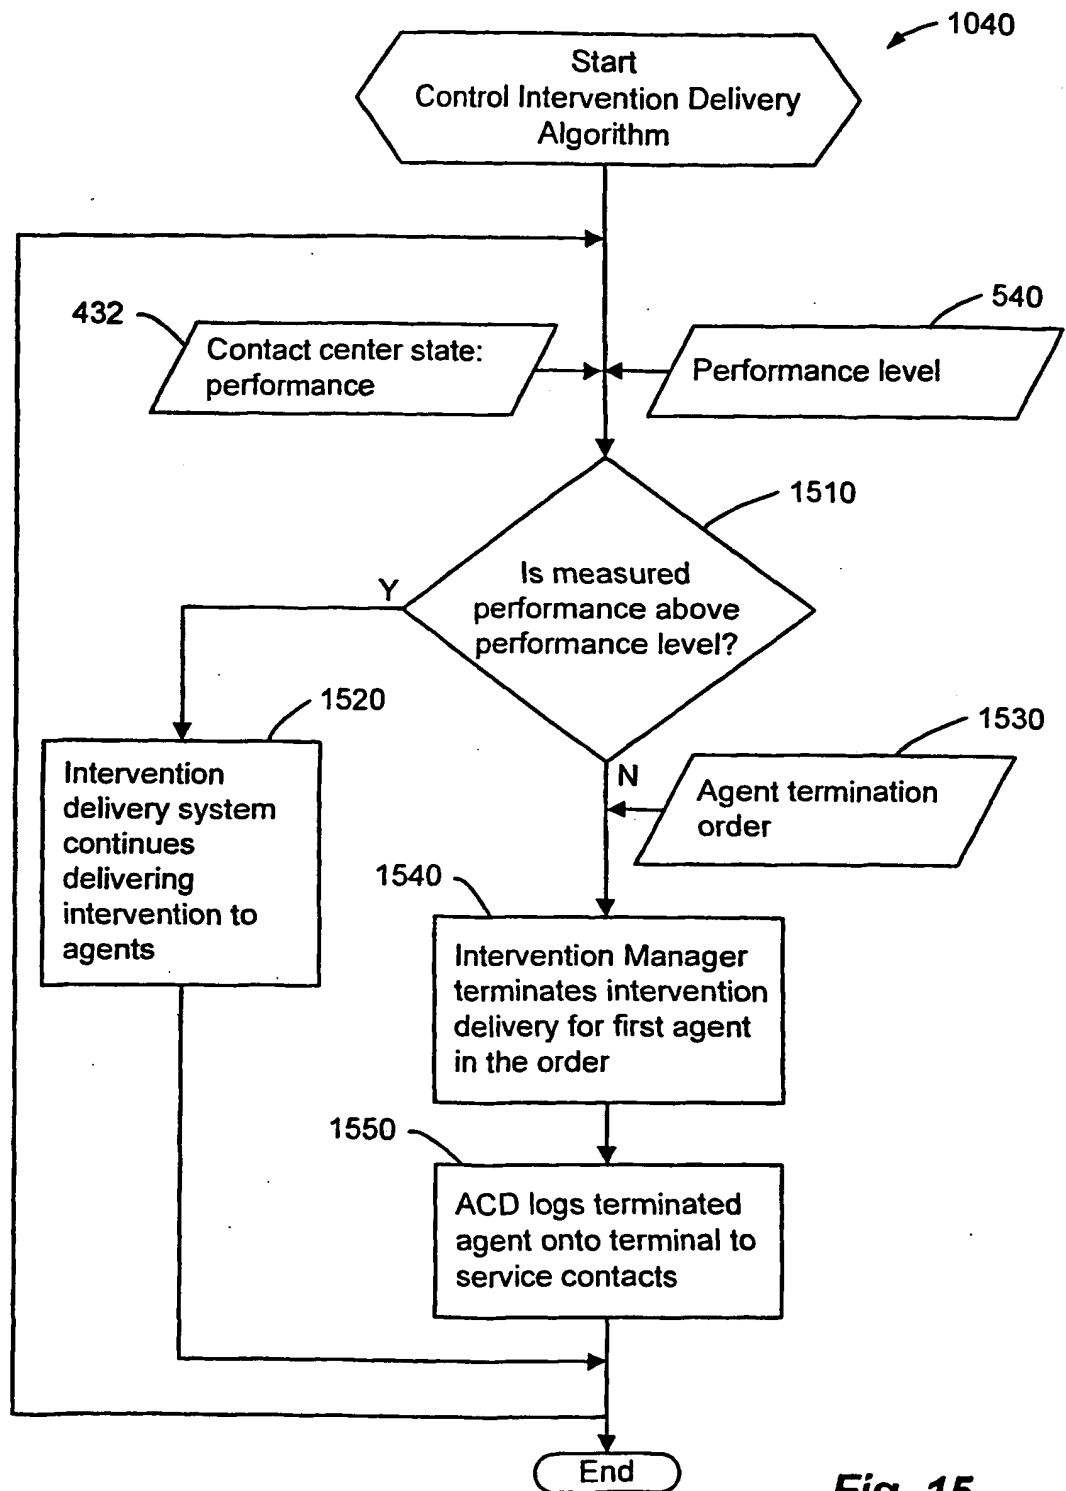 1040
Start
Control Intervention Delivery
Algorithm
432
Contact center state:
performance
540
Performance level
1510
Is measured
performance above
performance level?
Y
1520
Intervention
delivery system
continues
delivering
intervention to
agents
N
1530
Agent termination
order
1540
Intervention Manager
terminates intervention
delivery for first agent
in the order
1550
ACD logs terminated
agent onto terminal to
service contacts
End
Fig. 15